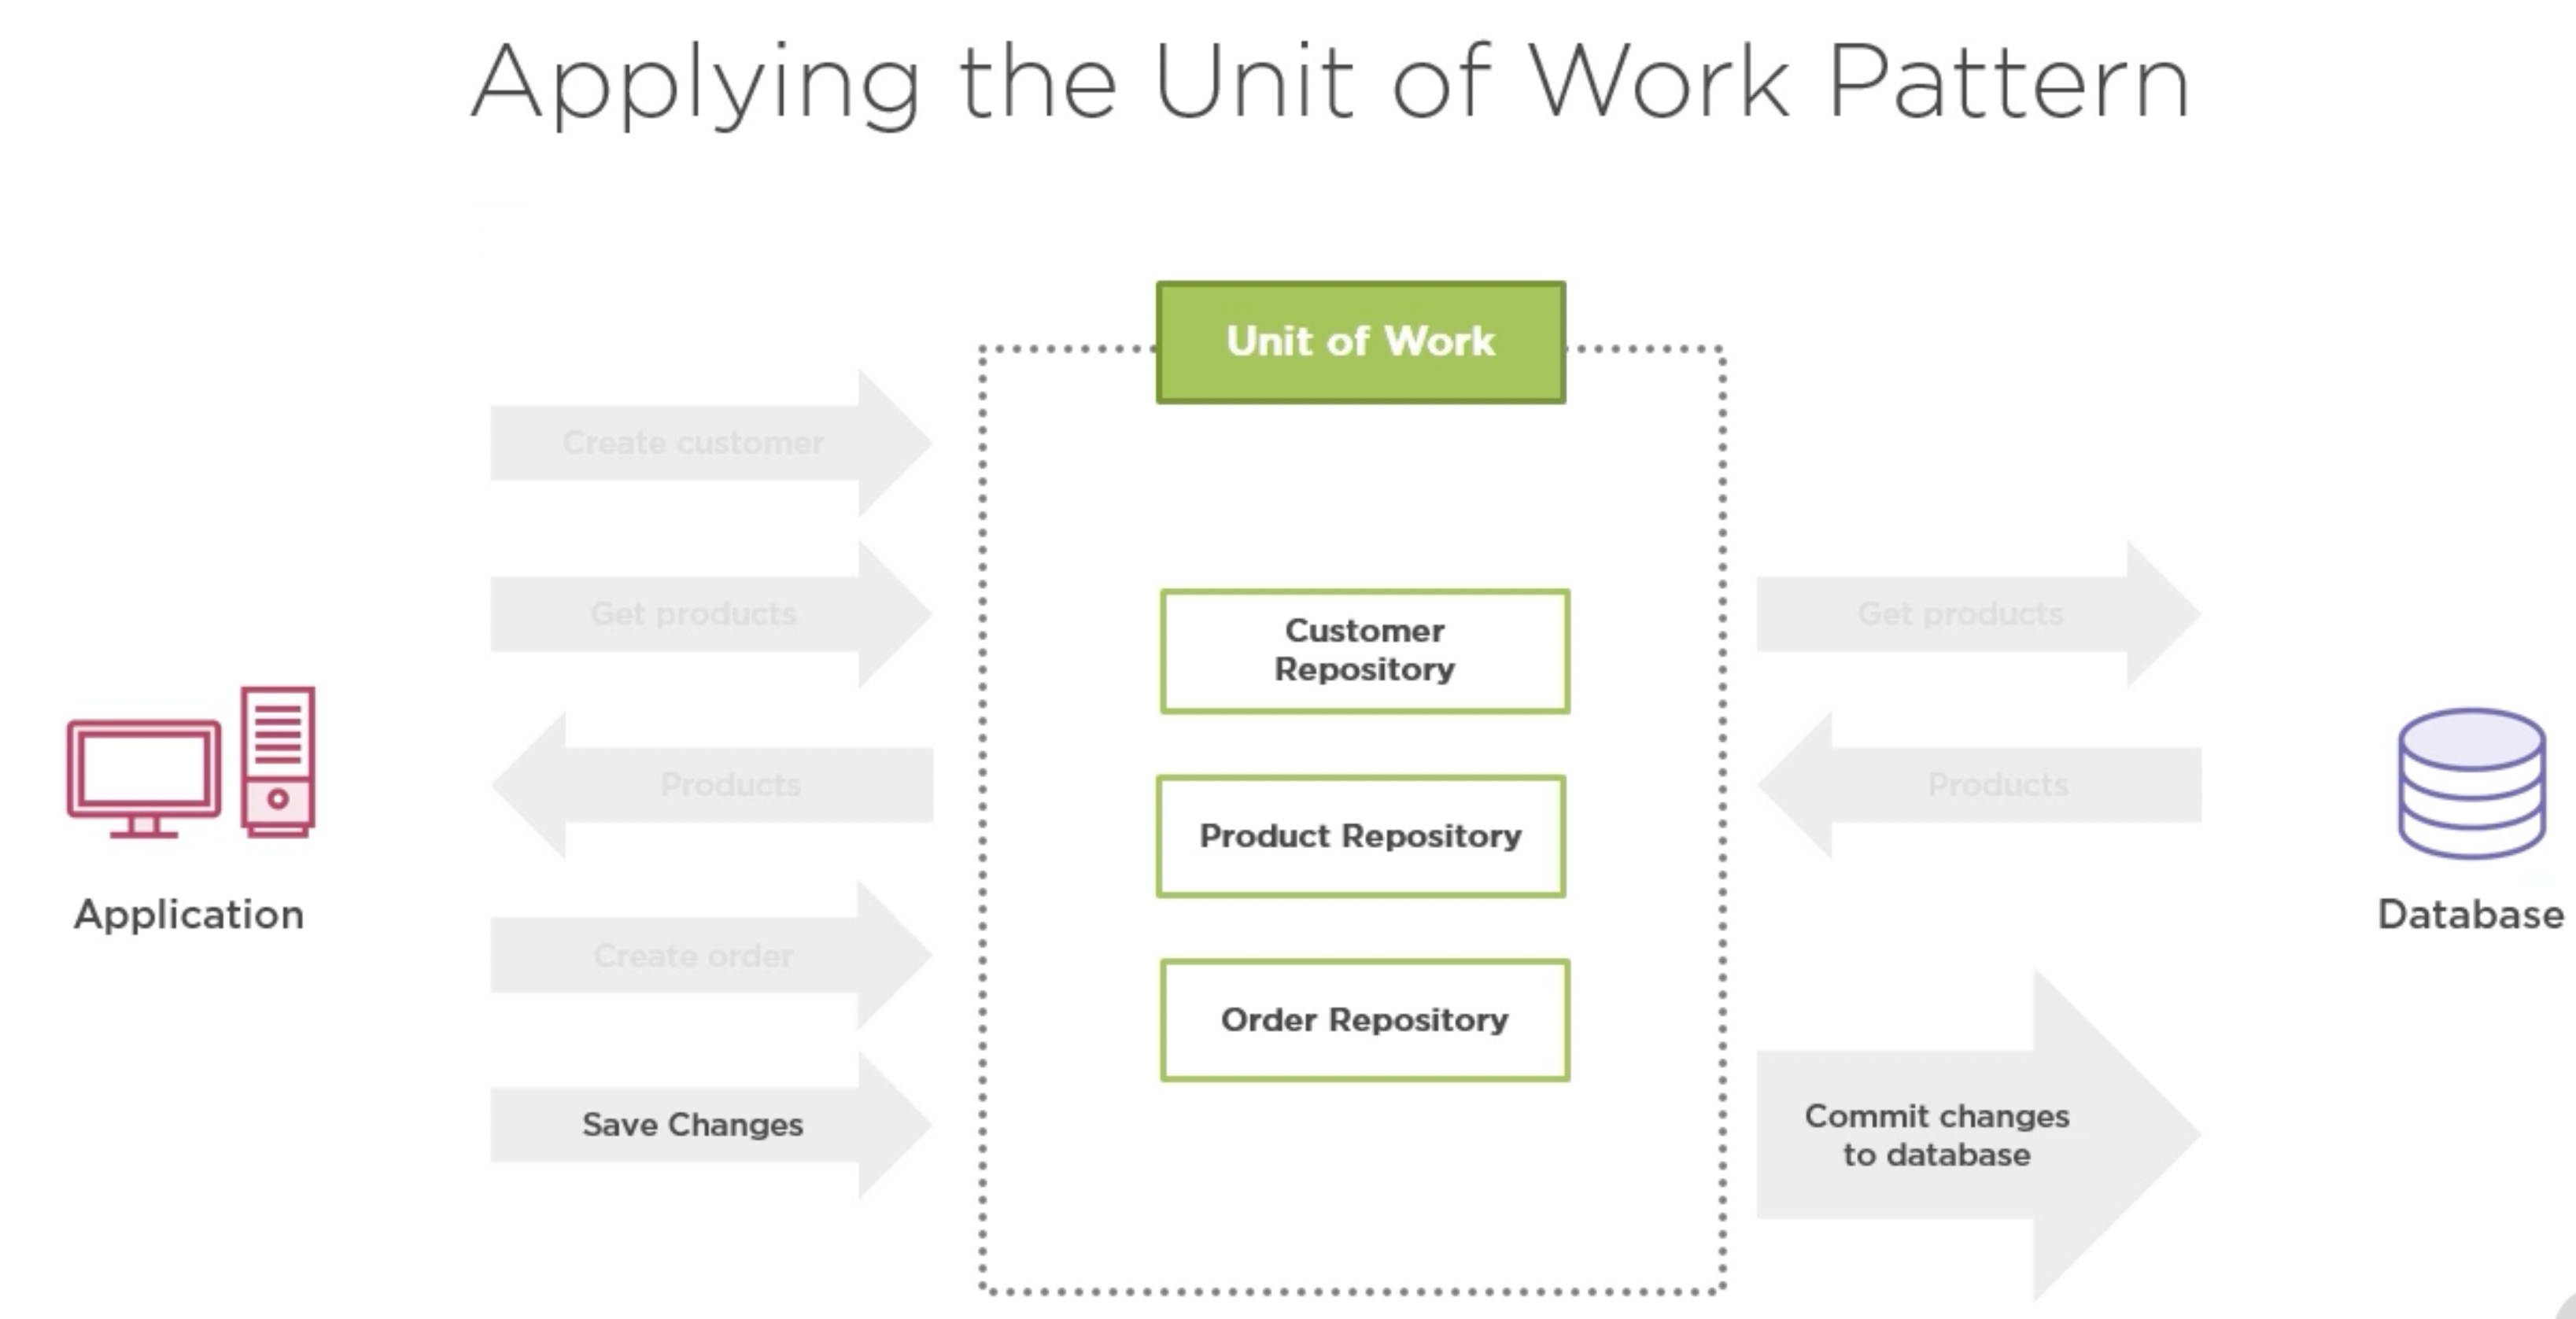 Applying the Unit of Work Pattern
Unit of Work
Create customer
Get products
Products
Create order
Save Changes
Application
Customer
Repository
Product Repository
Order Repository
Get products
Products
Commit changes
to database
Database